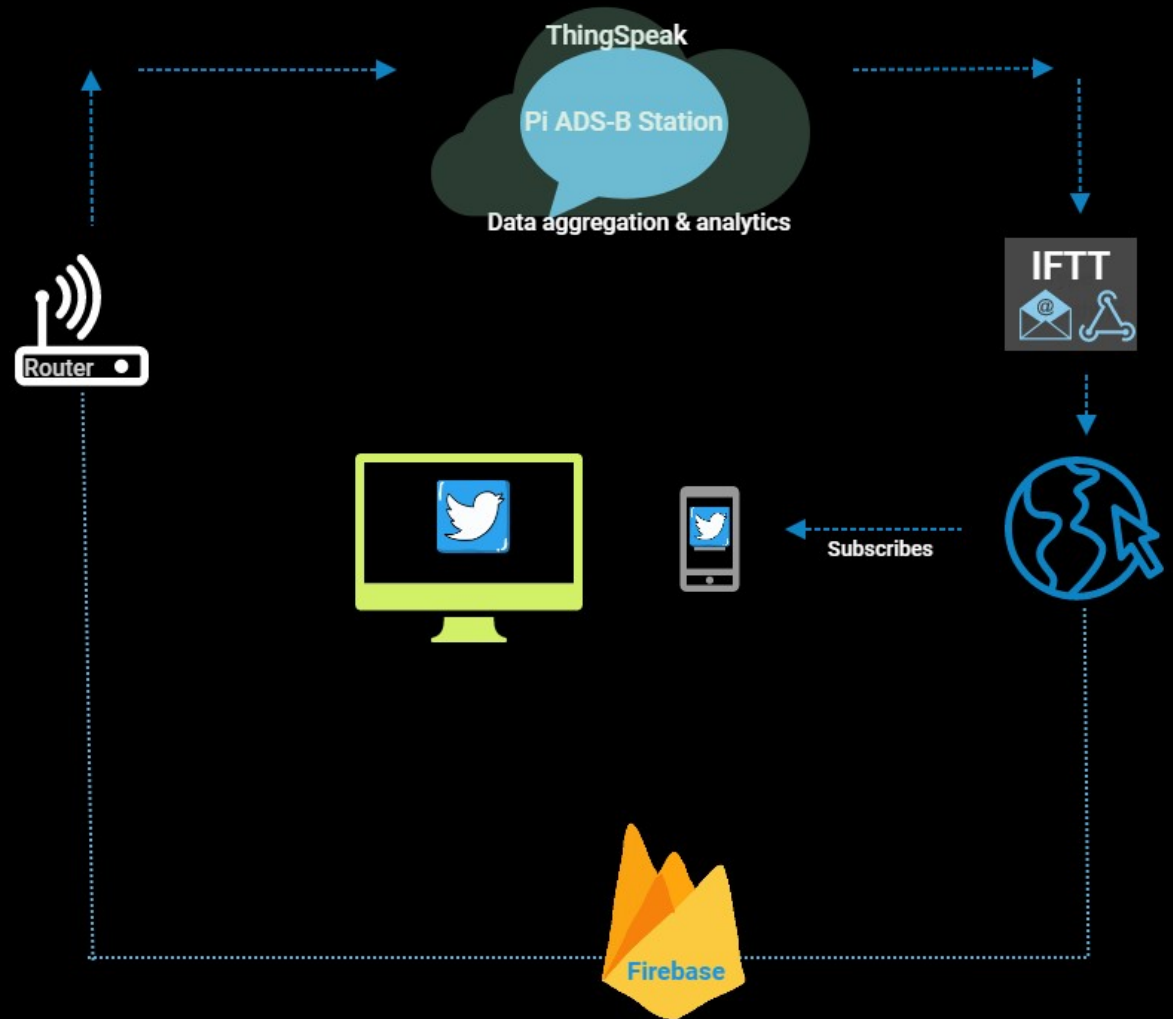 ThingSpeak
Pi ADS-B Station
Data aggregation & analytics
IFTT
@
Router
Subscribes
Firebase